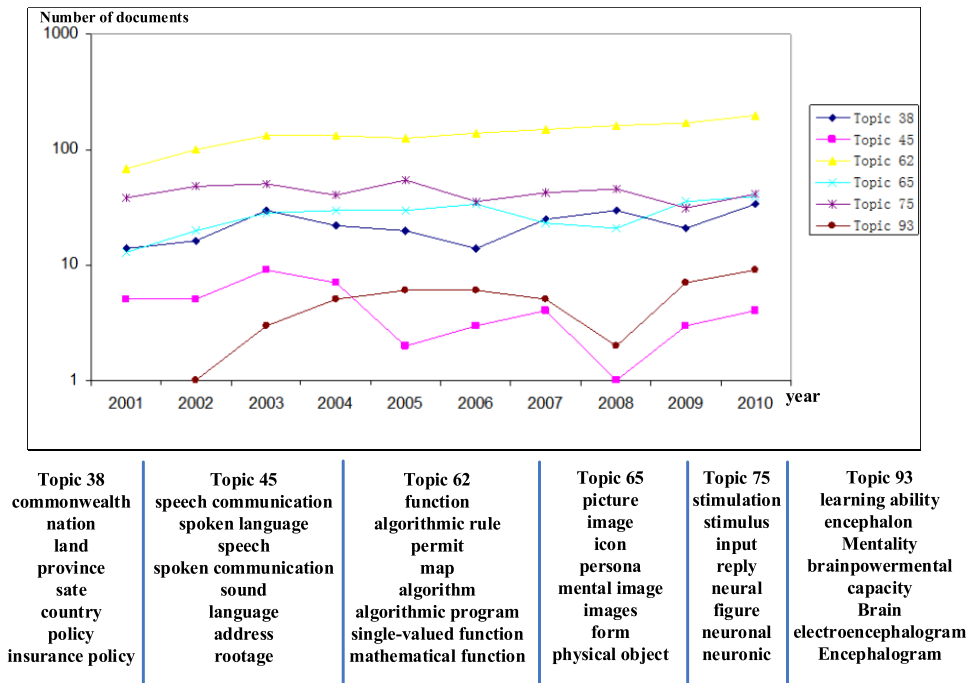 Number of documents
1000
100
10
1
2001 2002 2003 2004 2005 2006 2007 2008 2009 2010
year
Topic 38
Topic 45
Topic 62
Topic 65
Topic 75
Topic 93
Topic 38
commonwealth
nation
land
province
sate
country
policy
insurance policy
Topic 45
speech communication
spoken language
speech
spoken communication
sound
language
address
rootage
Topic 62
function
algorithmic rule
permit
map
algorithm
algorithmic program
single-valued function
mathematical function
Topic 65
picture
image
icon
persona
mental image
images
form
physical object
Topic 75
stimulation
stimulus
input
reply
neural
figure
neuronal
neuronic
Topic 93
learning ability
encephalon
Mentality
brainpowermental
capacity
Brain
electroencephalogram
Encephalogram